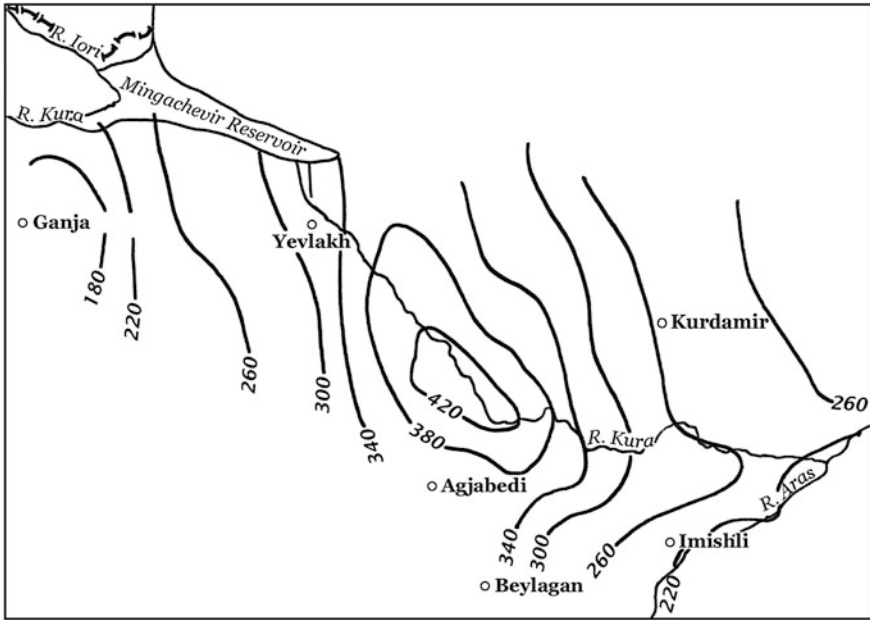 R. Iori
Mingachevir Reservoir
R. Kura
Ganja
Yevlakh
180
220
260
300
340
Kurdamir
420
380
260
R. Kura
Agjabedi
R. Aras
340
300
260
Imishli
220
Beylagan